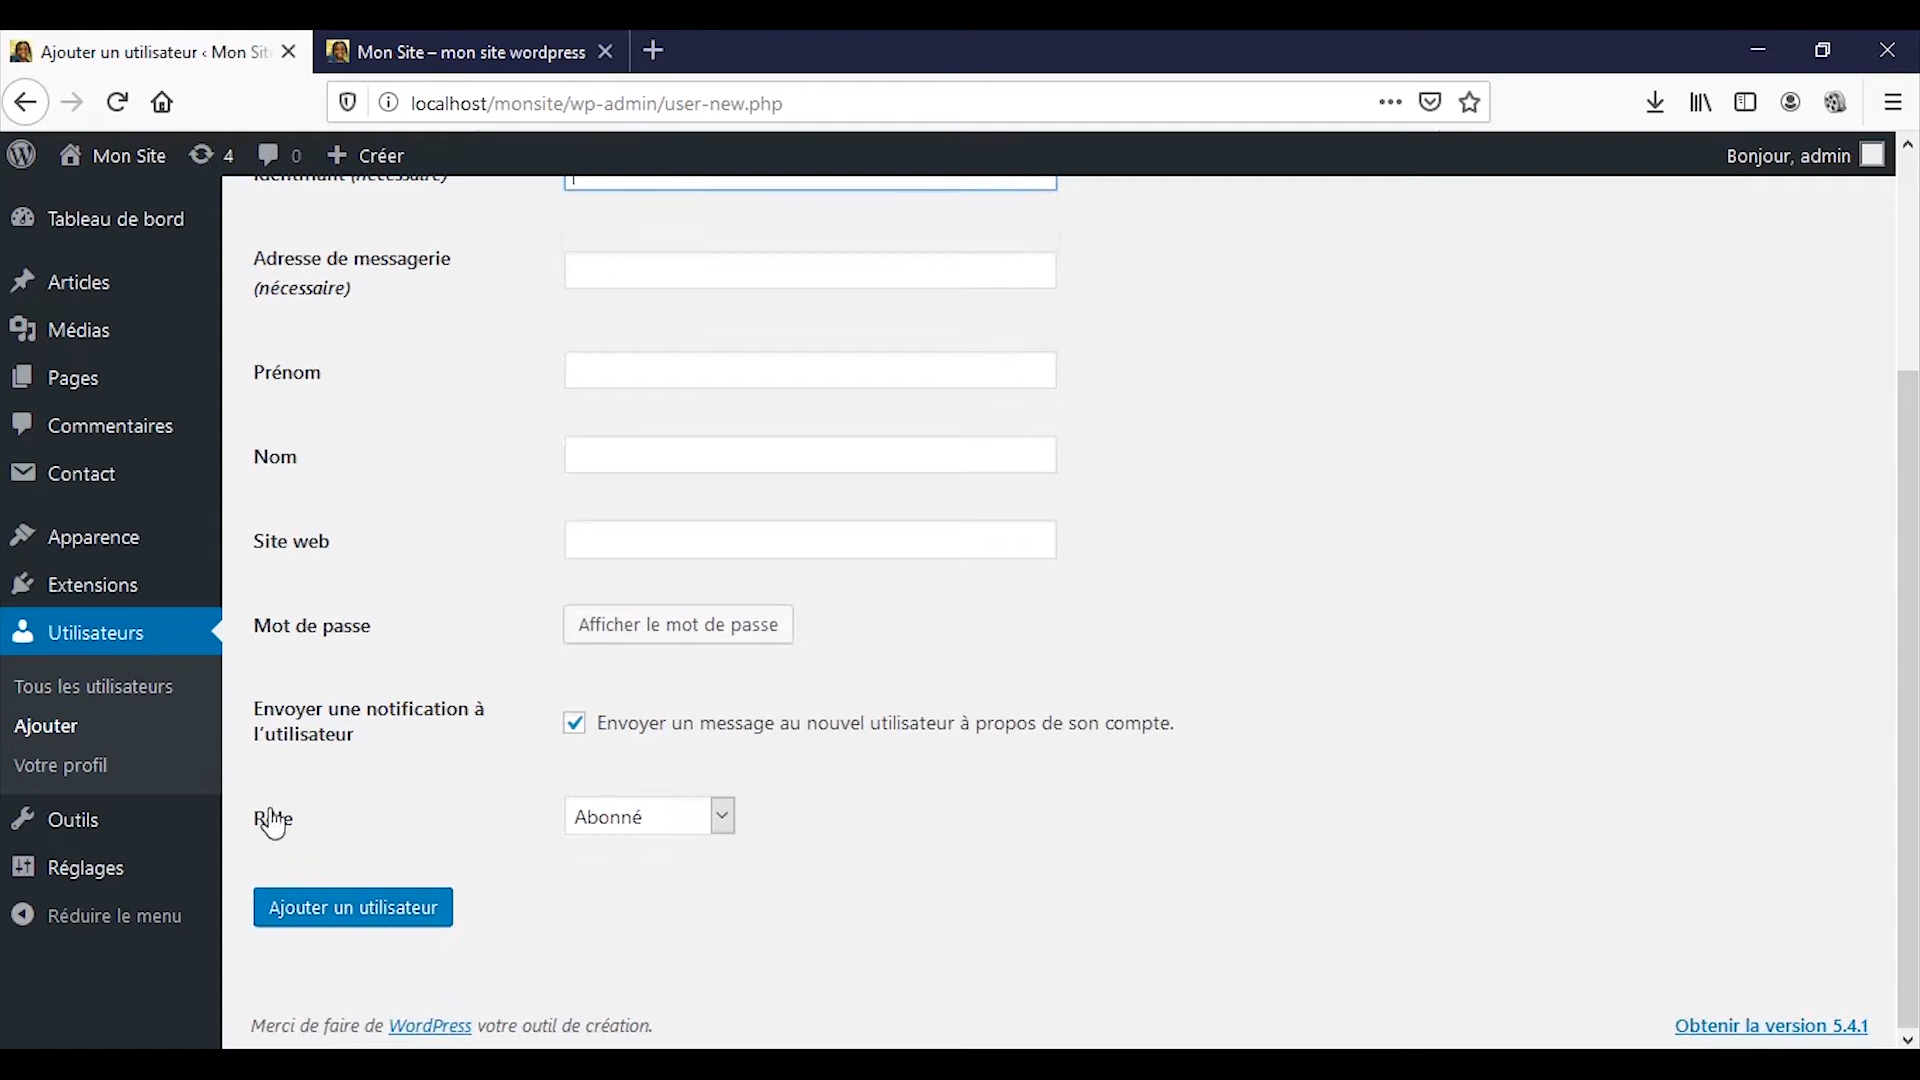 Ajouter un utilisateur ‹ Mon Sit
Mon Site – mon site wordpress
localhost/monsite/wp-admin/user-new.php
Mon Site
4
0
Créer
Bonjour, admin
Identifiant (nécessaire)
Tableau de bord
Articles
Médias
Pages
Commentaires
Contact
Apparence
Extensions
Utilisateurs
Tous les utilisateurs
Ajouter
Votre profil
Outils
Réglages
Réduire le menu
Adresse de messagerie
(nécessaire)
Prénom
Nom
Site web
Mot de passe
Afficher le mot de passe
Envoyer une notification à
l’utilisateur
Envoyer un message au nouvel utilisateur à propos de son compte.
Abonné
Ajouter un utilisateur
Merci de faire de WordPress votre outil de création.
Obtenir la version 5.4.1